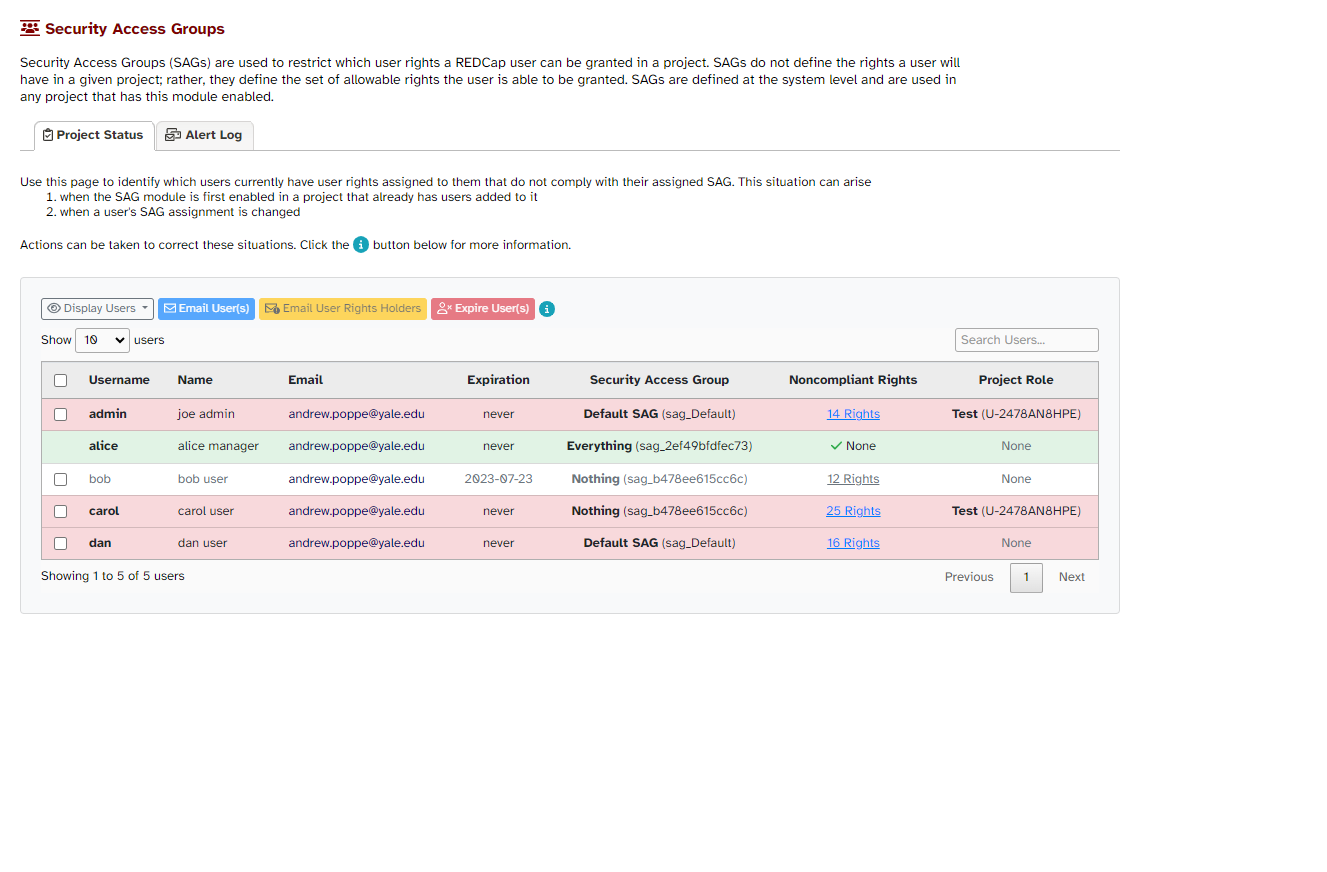 Security Access Groups
Security Access Groups (SAGs) are used to restrict which user rights a REDCap user can be granted in a project. SAGs do not define the rights a user will
have in a given project; rather, they define the set of allowable rights the user is able to be granted. SAGs are defined at the system level and are used in
any project that has this module enabled.
Project Status Alert Log
Use this page to identify which users currently have user rights assigned to them that do not comply with their assigned SAG. This situation can arise
1. when the SAG module is first enabled in a project that already has users added to it
2. when a user's SAG assignment is changed
Actions can be taken to correct these situations. Click the i button below for more information.
Display Users Email User(s) Email User Rights Holders Expire User(s) i
Show 10 users Search Users...
Username Name Email Expiration Security Access Group Noncompliant Rights Project Role
admin joe admin andrew.poppe@yale.edu never Default SAG (sag_Default) 14 Rights Test (U-2478AN8HPE)
alice alice manager andrew.poppe@yale.edu never Everything (sag_2ef49bfdfec73) None None
bob bob user andrew.poppe@yale.edu 2023-07-23 Nothing (sag_b478ee615cc6c) 12 Rights None
carol carol user andrew.poppe@yale.edu never Nothing (sag_b478ee615cc6c) 25 Rights Test (U-2478AN8HPE)
dan dan user andrew.poppe@yale.edu never Default SAG (sag_Default) 16 Rights None
Showing 1 to 5 of 5 users Previous 1 Next